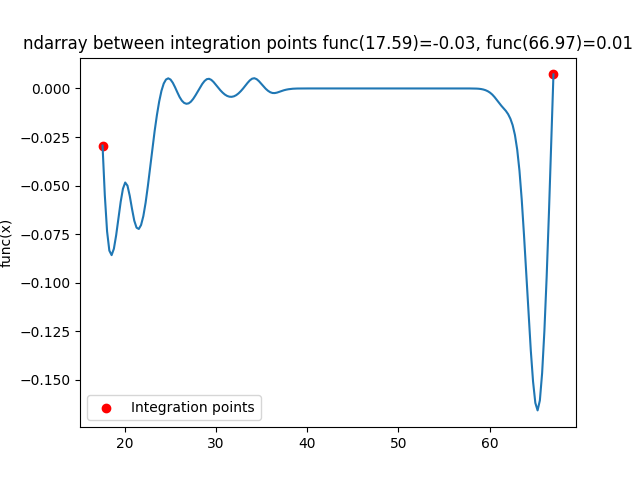 ndarray between integration points func(17.59)=-0.03, func(66.97)=0.01
0.000
−0.025
−0.050
−0.075
−0.100
−0.125
−0.150
func(x)
Integration points
20 30 40 50 60